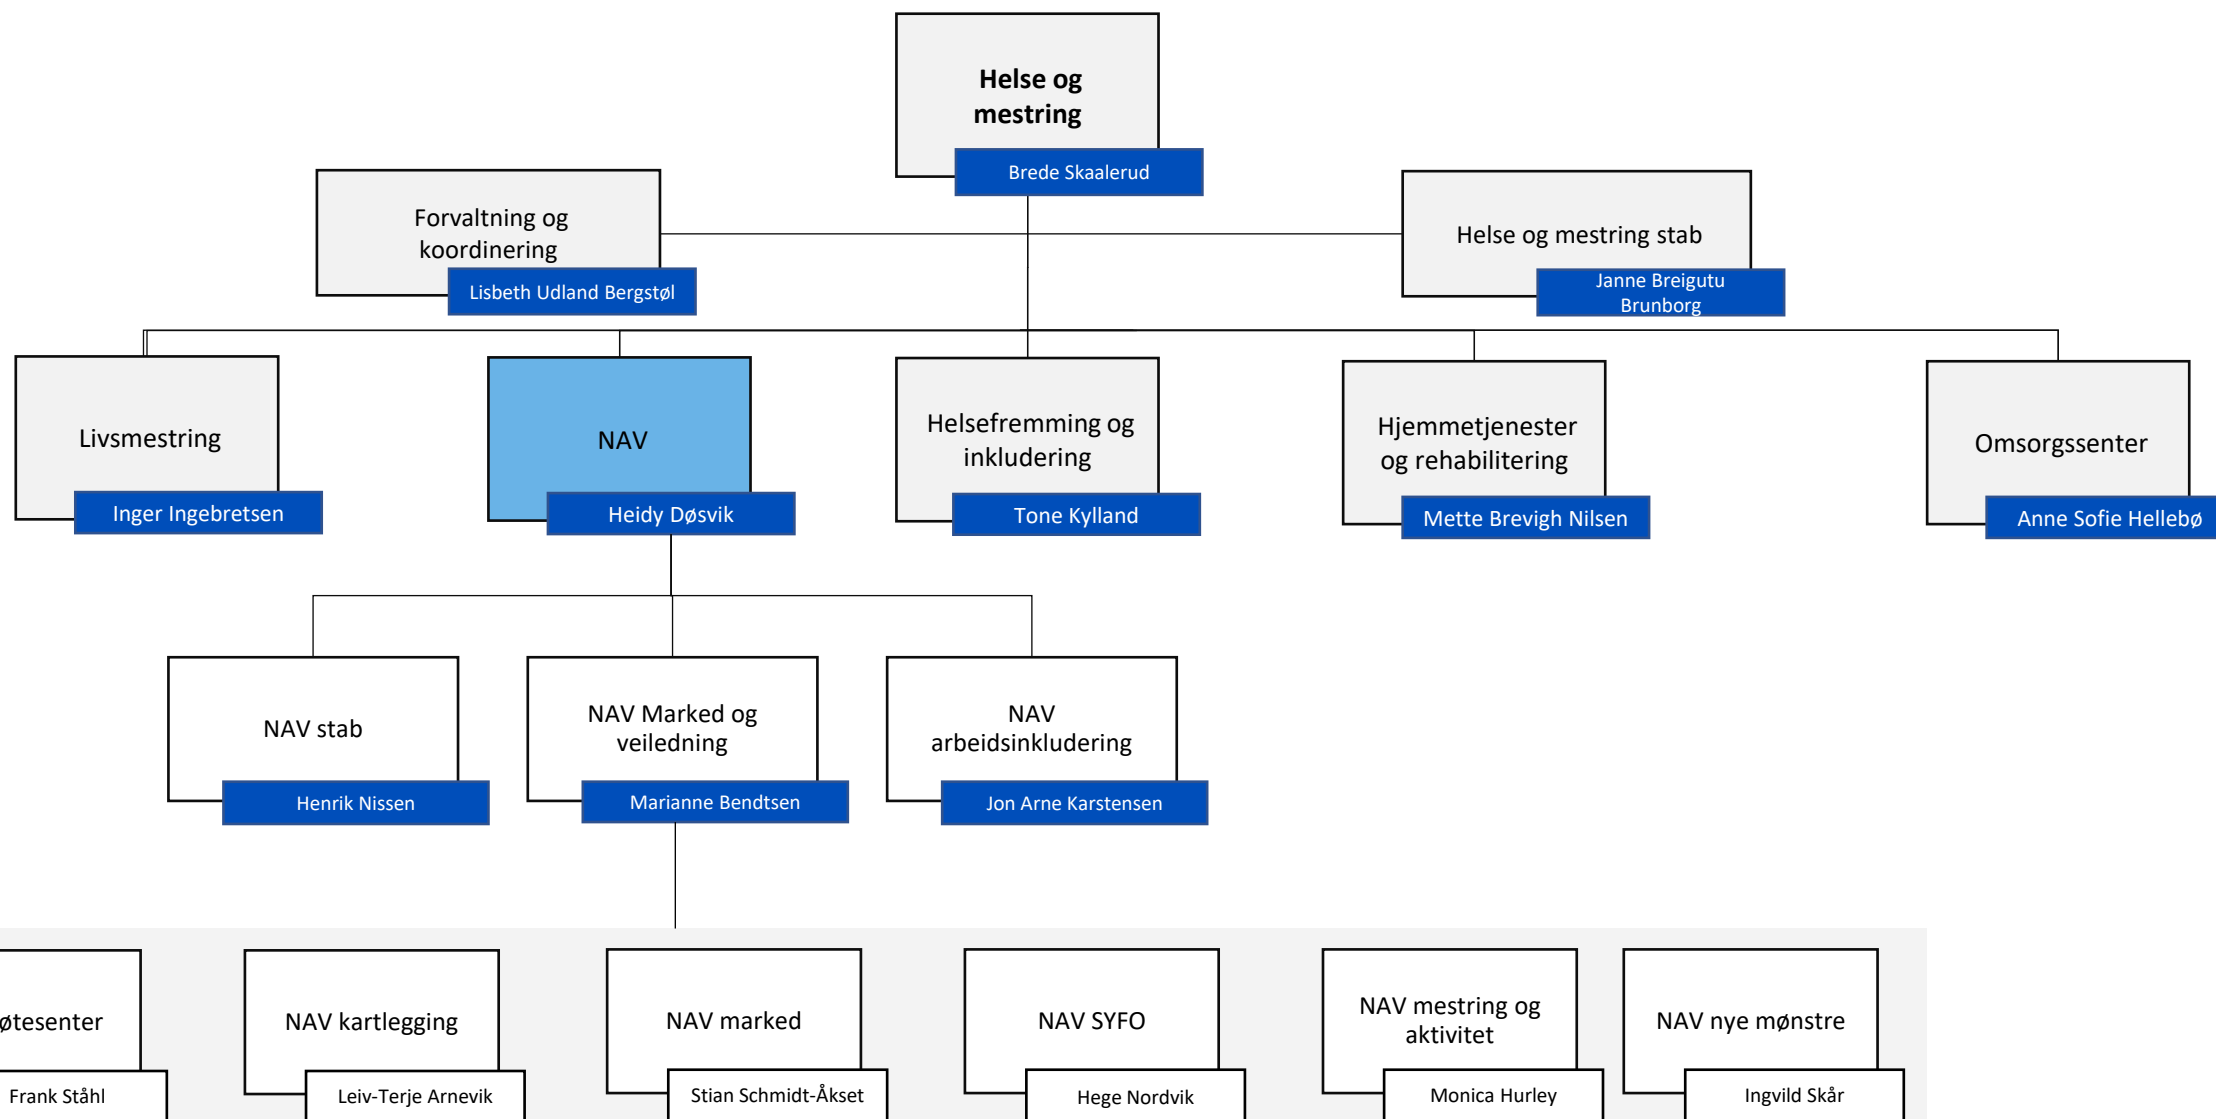 Helse og
mestring
Brede Skaalerud
Forvaltning og
koordinering
Lisbeth Udland Bergstøl
Helse og mestring stab
Janne Breigutu
Brunborg
Livsmestring
Inger Ingebretsen
NAV
Heidy Døsvik
Helsefremming og
inkludering
Tone Kylland
Hjemmetjenester
og rehabilitering
Mette Brevigh Nilsen
Omsorgssenter
Anne Sofie Hellebø
NAV stab
Henrik Nissen
NAV Marked og
veiledning
Marianne Bendtsen
NAV
arbeidsinkludering
Jon Arne Karstensen
øtesenter
Frank Ståhl
NAV kartlegging
Leiv-Terje Arnevik
NAV marked
Stian Schmidt-Åkset
NAV SYFO
Hege Nordvik
NAV mestring og
aktivitet
Monica Hurley
NAV nye mønstre
Ingvild Skår